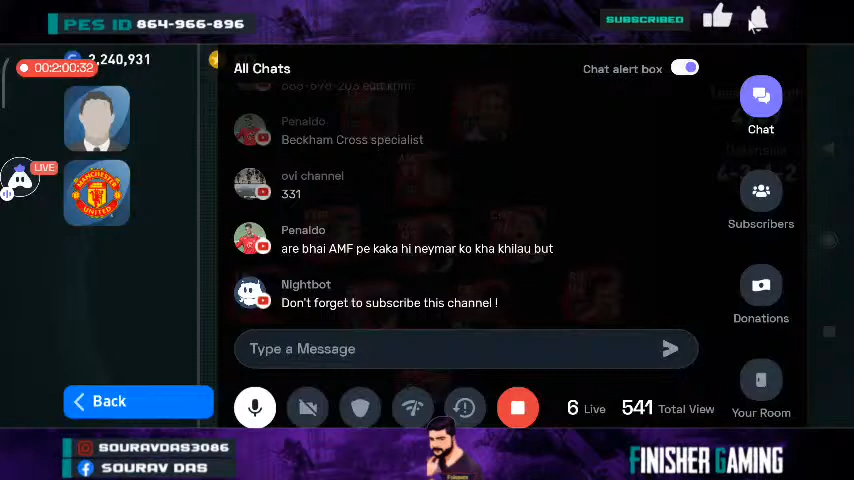 PES ID 864-966-896
SUBSCRIBED
2,240,931
00:2:00:32
All Chats
Chat alert box
Penaldo
Beckham Cross specialist
ovi channel
331
Penaldo
are bhai AMF pe kaka hi neymar ko kha khilau but
Nightbot
Don't forget to subscribe this channel !
Type a Message
LIVE
MANCHESTER
UNITED
Chat
Subscribers
Donations
Your Room
Back
6 Live 541 Total View
SOURAVDAS3086
SOURAV DAS
FINISHER GAMING